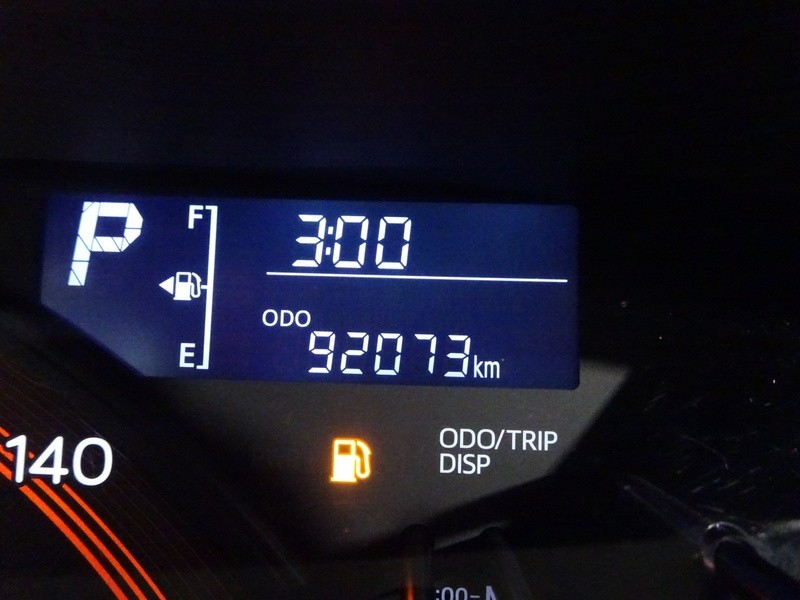 P
F
3:00
ODO
E
92073km
140
ODO/TRIP
DISP